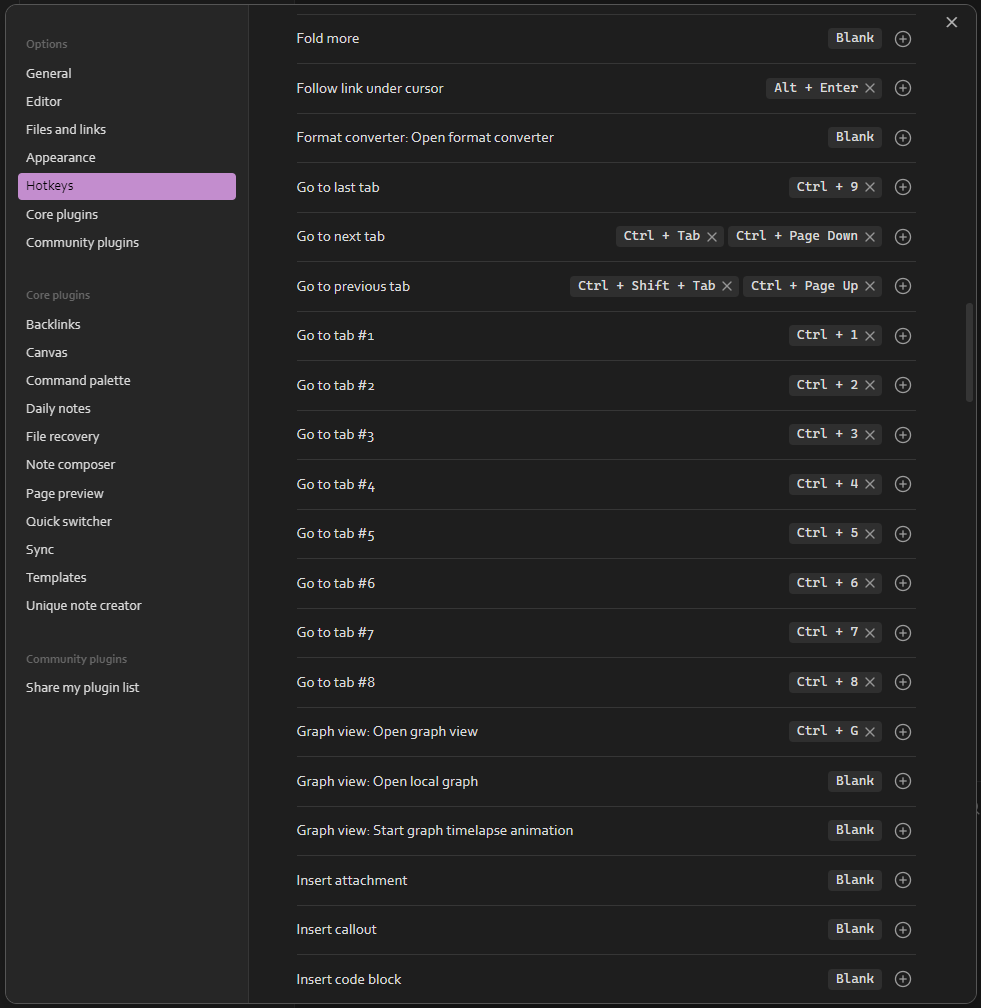 Options
General
Editor
Files and links
Appearance
Hotkeys
Core plugins
Community plugins
Core plugins
Backlinks
Canvas
Command palette
Daily notes
File recovery
Note composer
Page preview
Quick switcher
Sync
Templates
Unique note creator
Community plugins
Share my plugin list
Fold more Blank
Follow link under cursor Alt + Enter
Format converter: Open format converter Blank
Go to last tab Ctrl + 9
Go to next tab Ctrl + Tab Ctrl + Page Down
Go to previous tab Ctrl + Shift + Tab Ctrl + Page Up
Go to tab #1 Ctrl + 1
Go to tab #2 Ctrl + 2
Go to tab #3 Ctrl + 3
Go to tab #4 Ctrl + 4
Go to tab #5 Ctrl + 5
Go to tab #6 Ctrl + 6
Go to tab #7 Ctrl + 7
Go to tab #8 Ctrl + 8
Graph view: Open graph view Ctrl + G
Graph view: Open local graph Blank
Graph view: Start graph timelapse animation Blank
Insert attachment Blank
Insert callout Blank
Insert code block Blank